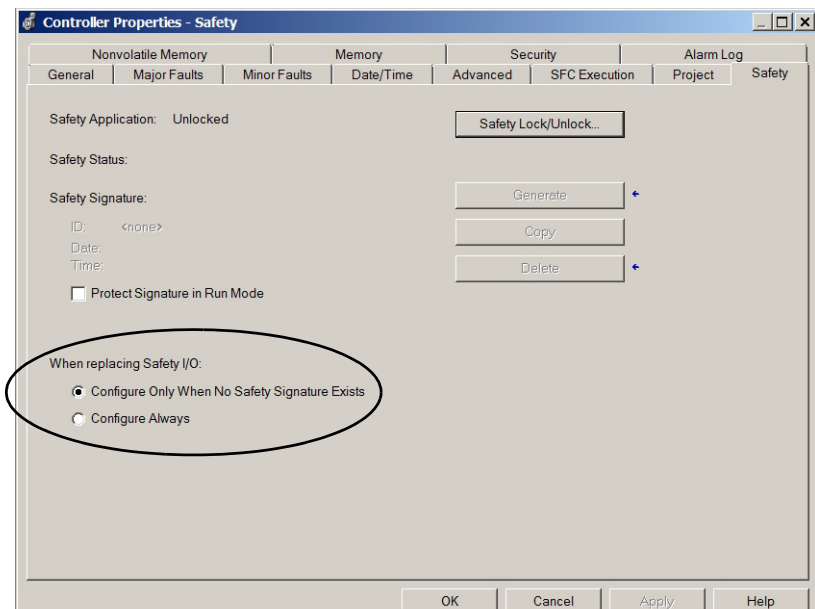 Controller Properties - Safety
Nonvolatile Memory Memory Security Alarm Log
General Major Faults Minor Faults Date/Time Advanced SFC Execution Project Safety
Safety Application: Unlocked
Safety Lock/Unlock...
Safety Status:
Safety Signature:
Generate
ID: <none>
Copy
Date:
Time:
Delete
Protect Signature in Run Mode
When replacing Safety I/O:
Configure Only When No Safety Signature Exists
Configure Always
OK Cancel Apply Help